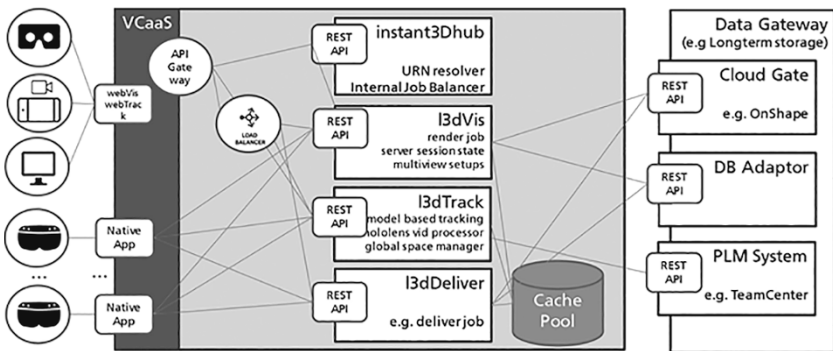 VCaaS
API
Gate
way
webVis
webTrac
k
LOAD
BALANCER
Native
App
...
...
Native
App
REST
API
instant3Dhub
URN resolver
Internal Job Balancer
REST
API
l3dVis
render job
server session state
multiview setups
REST
API
l3dTrack
model based tracking
hololens vid processor
global space manager
REST
API
l3dDeliver
e.g. deliver job
Cache
Pool
Data Gateway
(e.g Longterm storage)
REST
API
Cloud Gate
e.g. OnShape
REST
API
DB Adaptor
REST
API
PLM System
e.g. TeamCenter